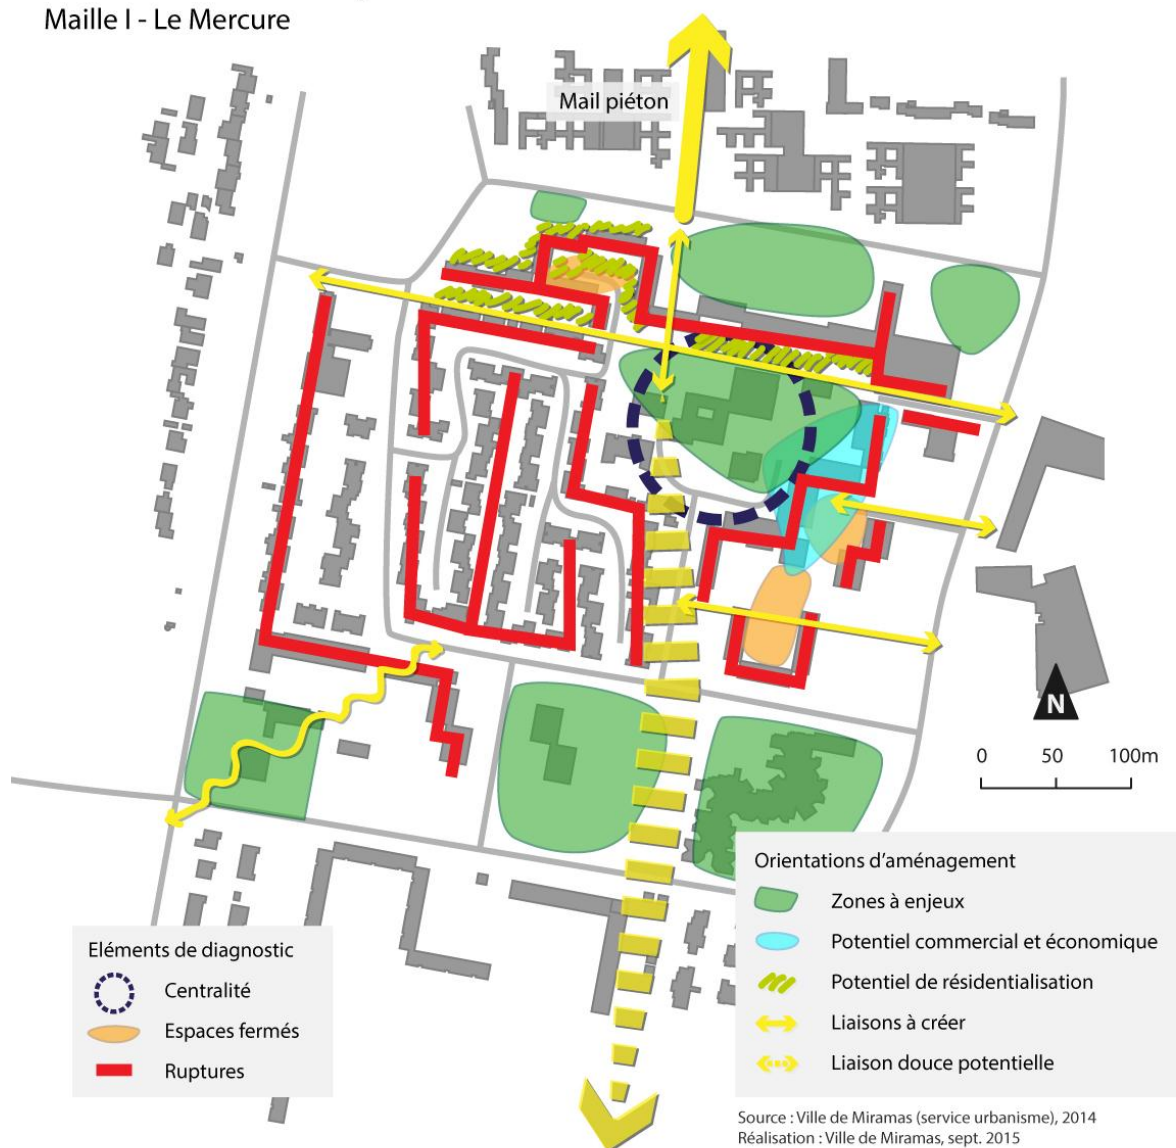 Maille I - Le Mercure
Mail piéton
N
0 50 100m
Eléments de diagnostic
Centralité
Espaces fermés
Ruptures
Orientations d’aménagement
Zones à enjeux
Potentiel commercial et économique
Potentiel de résidentialisation
Liaisons à créer
Liaison douce potentielle
Source : Ville de Miramas (service urbanisme), 2014
Réalisation : Ville de Miramas, sept. 2015